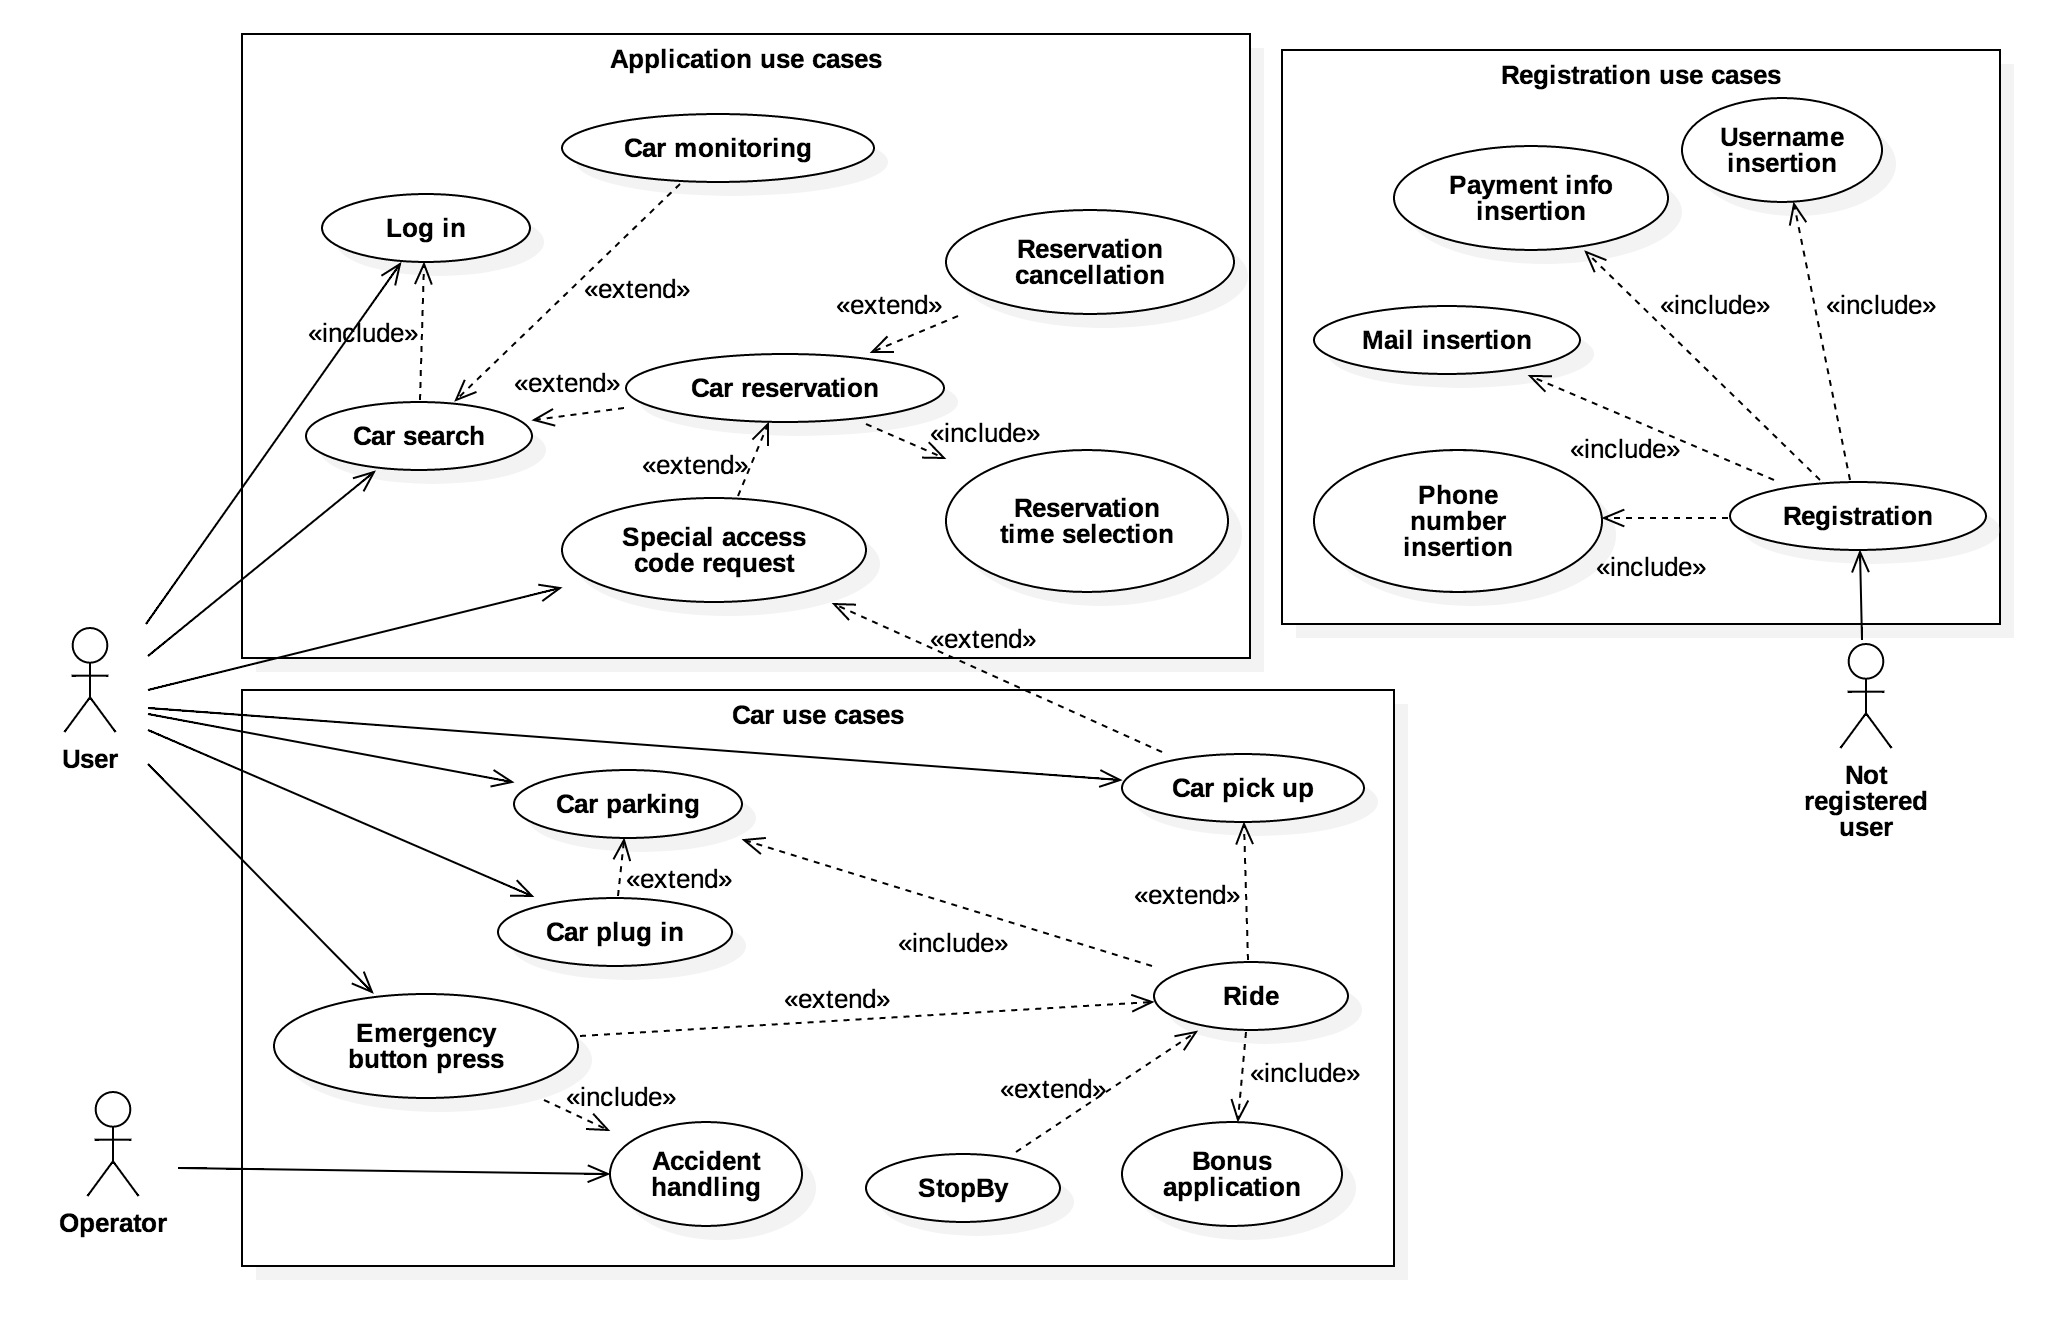 Application use cases
Car monitoring
Log in
Reservation
cancellation
«extend»
«extend»
«include»
«extend»
Car reservation
Car search
«include»
«extend»
Reservation
time selection
Special access
code request
«extend»
Registration use cases
Username
insertion
Payment info
insertion
«include»
«include»
Mail insertion
«include»
Phone
number
insertion
Registration
«include»
User
Not
registered
user
Car use cases
Car pick up
Car parking
«extend»
«extend»
Car plug in
«include»
Ride
«extend»
Emergency
button press
«include»
«extend»
«include»
Accident
handling
StopBy
Bonus
application
Operator